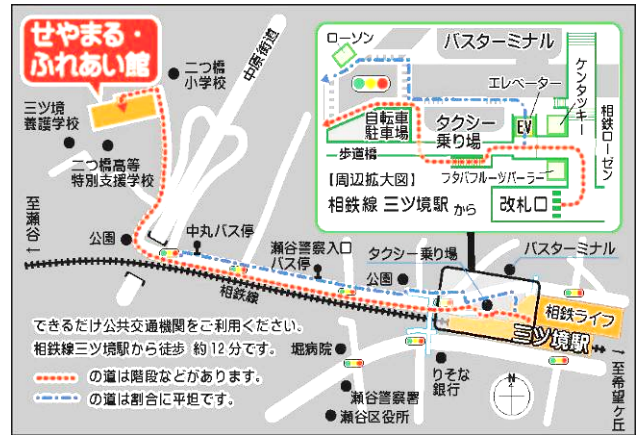 せやまる・
ふれあい館
二つ橋
小学校
中原街道
三ツ境
養護学校
二つ橋高等
特別支援学校
至瀬谷←
公園
中丸バス停
瀬谷警察入口
バス停
相鉄線
公園
タクシー乗り場
バスターミナル
相鉄ライフ
三ツ境駅
→至希望ケ丘
堀病院
りそな
銀行
瀬谷警察署
瀬谷区役所
N
ローソン
バスターミナル
エレベーター
ケンタッキー
相鉄ローゼン
自転車
駐車場
タクシー
乗り場
EV
歩道橋
フタバフルーツパーラー
【周辺拡大図】
相鉄線 三ツ境駅 から
改札口
できるだけ公共交通機関をご利用ください。
相鉄線三ツ境駅から徒歩 約12分です。
の道は階段などがあります。
の道は割合に平坦です。